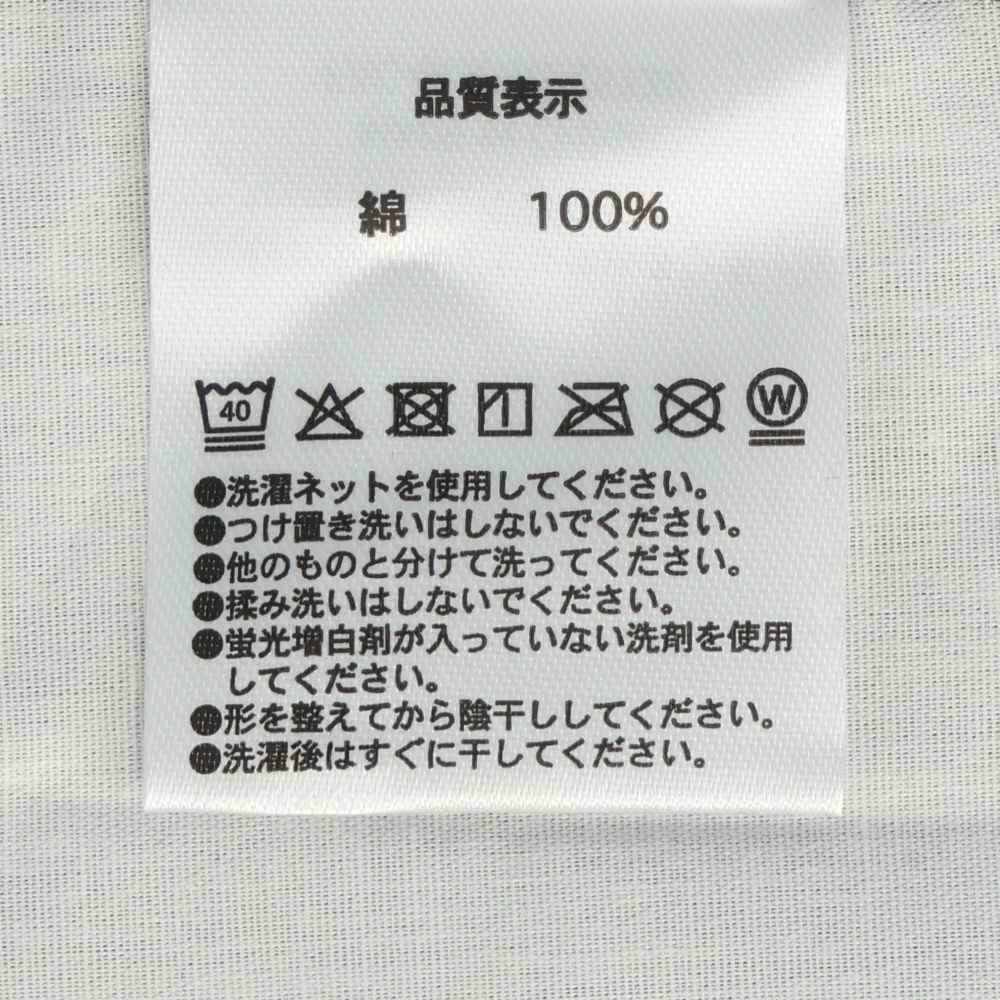 品質表示
綿 100%
40 W
●洗濯ネットを使用してください。
●つけ置き洗いはしないでください。
●他のものと分けて洗ってください。
●揉み洗いはしないでください。
●蛍光増白剤が入っていない洗剤を使用
してください。
●形を整えてから陰干ししてください。
●洗濯後はすぐに干してください。